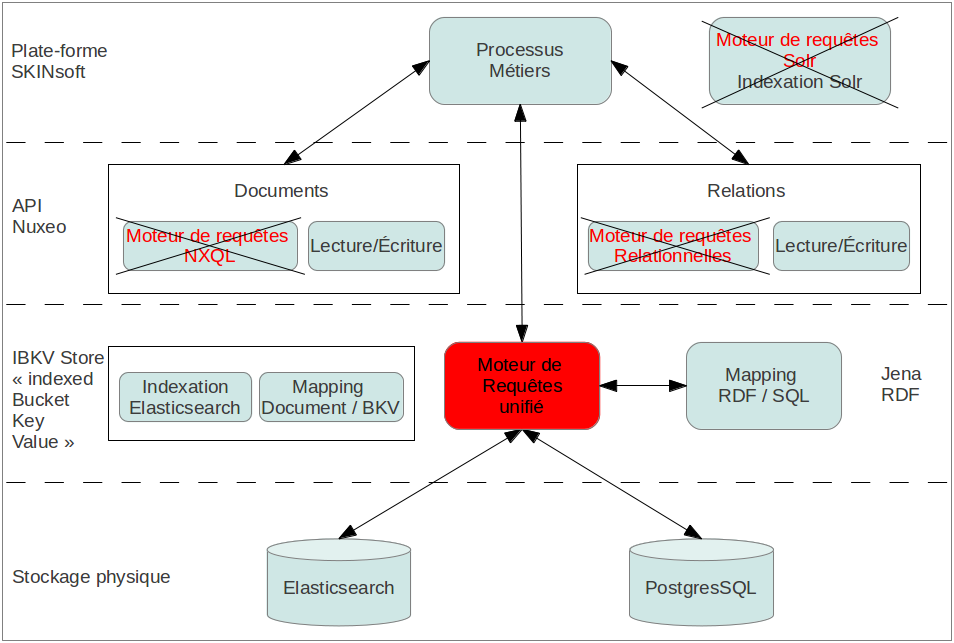 Plate-forme
SKINsoft
Processus
Métiers
Moteur de requêtes
Solr
Indexation Solr
API
Nuxeo
Documents
Moteur de requêtes
NXQL
Lecture/Écriture
Relations
Moteur de requêtes
Relationnelles
Lecture/Écriture
IBKV Store
« indexed
Bucket
Key
Value »
Indexation
Elasticsearch
Mapping
Document / BKV
Moteur de
Requêtes
unifié
Mapping
RDF / SQL
Jena
RDF
Stockage physique
Elasticsearch
PostgresSQL